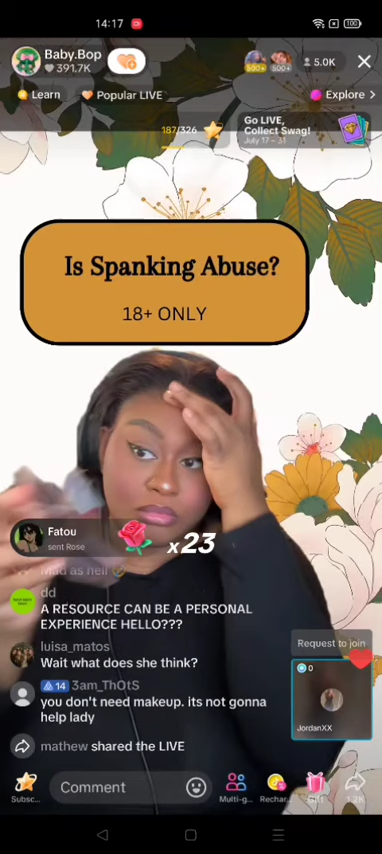 14:17
100
Baby.Bop
391.7K
500+
500+
5.0K
Learn
Popular LIVE
Explore >
187/326
Go LIVE,
Collect Swag!
July 17 – 31
Is Spanking Abuse?
18+ ONLY
Fatou
sent Rose
x23
Mad as hell
dd
A RESOURCE CAN BE A PERSONAL
EXPERIENCE HELLO???
luisa_matos
Wait what does she think?
14 3am_ThOtS
you don't need makeup. its not gonna
help lady
mathew shared the LIVE
Request to join
0
JordanXX
Subsc...
Comment
Multi-g...
Rechar...
Gift
1.2K